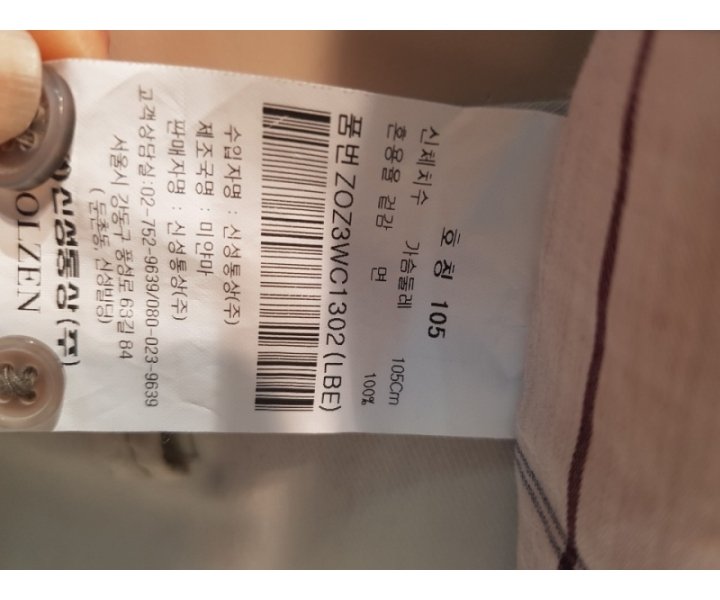 호칭 105
신체치수 가슴둘레 105Cm
혼용율 겉감 면 100%
품번 ZOZ3WC1302 (LBE)
수입자명 : 신성통상(주)
제조국명 : 미얀마
판매자명 : 신성통상(주)
고객상담실:02-752-9639/080-023-9639
서울시 강동구 풍성로 63길 84
( 둔촌동 신성빌딩)
)신성통상(주)
OLZEN